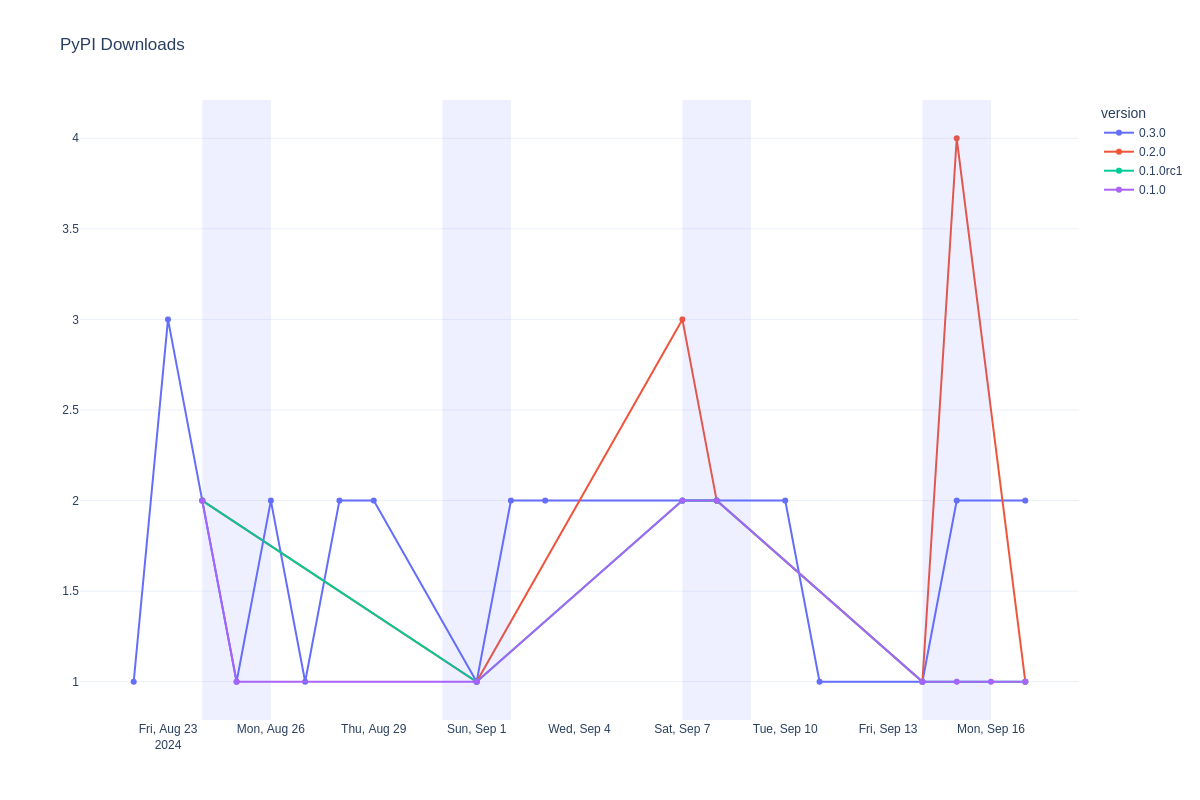 PyPI Downloads
version
0.3.0
0.2.0
0.1.0rc1
0.1.0
4
3.5
3
2.5
2
1.5
1
Fri, Aug 23
2024
Mon, Aug 26
Thu, Aug 29
Sun, Sep 1
Wed, Sep 4
Sat, Sep 7
Tue, Sep 10
Fri, Sep 13
Mon, Sep 16